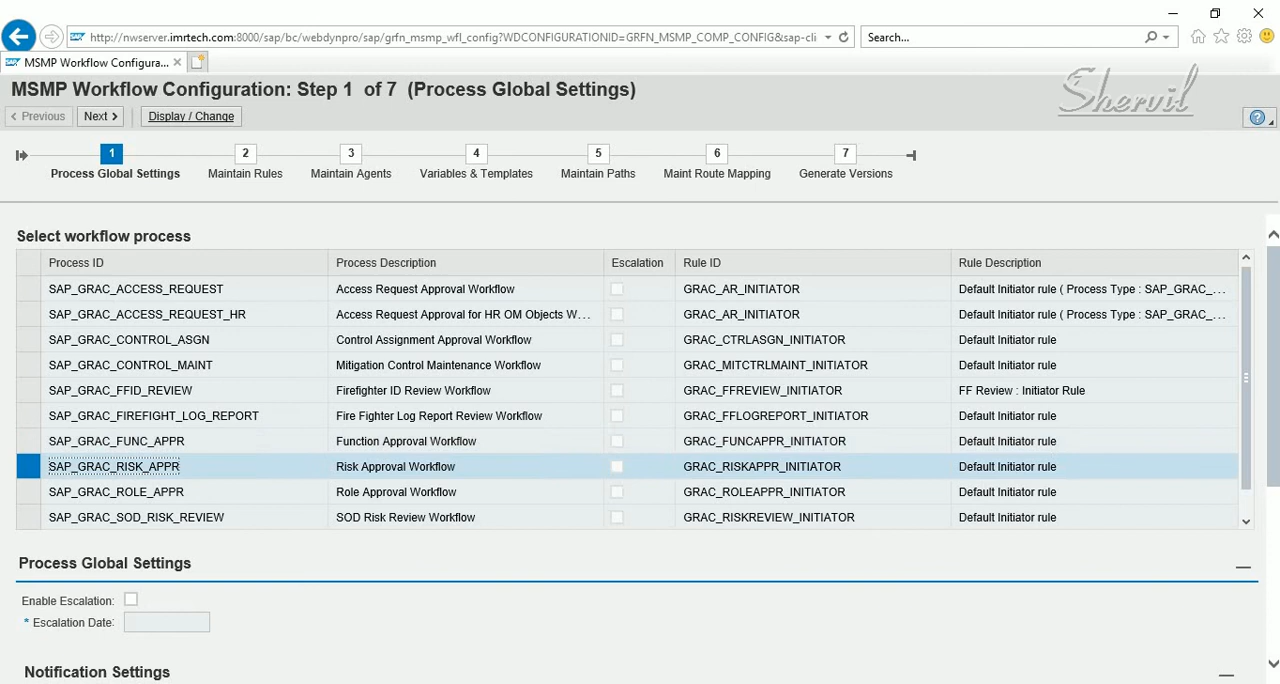 http://nwserver.imrtech.com:8000/sap/bc/webdynpro/sap/grfn_msmp_wfl_config?WDCONFIGURATIONID=GRFN_MSMP_COMP_CONFIG&sap-cli
Search...
MSMP Workflow Configura...
MSMP Workflow Configuration: Step 1 of 7 (Process Global Settings)
Shervil
Previous Next Display / Change
1 2 3 4 5 6 7
Process Global Settings Maintain Rules Maintain Agents Variables & Templates Maintain Paths Maint Route Mapping Generate Versions
Select workflow process
Process ID Process Description Escalation Rule ID Rule Description
SAP_GRAC_ACCESS_REQUEST Access Request Approval Workflow GRAC_AR_INITIATOR Default Initiator rule ( Process Type : SAP_GRAC_...
SAP_GRAC_ACCESS_REQUEST_HR Access Request Approval for HR OM Objects W... GRAC_AR_INITIATOR Default Initiator rule ( Process Type : SAP_GRAC_...
SAP_GRAC_CONTROL_ASGN Control Assignment Approval Workflow GRAC_CTRLASGN_INITIATOR Default Initiator rule
SAP_GRAC_CONTROL_MAINT Mitigation Control Maintenance Workflow GRAC_MITCTRLMAINT_INITIATOR Default Initiator rule
SAP_GRAC_FFID_REVIEW Firefighter ID Review Workflow GRAC_FFREVIEW_INITIATOR FF Review : Initiator Rule
SAP_GRAC_FIREFIGHT_LOG_REPORT Fire Fighter Log Report Review Workflow GRAC_FFLOGREPORT_INITIATOR Default Initiator rule
SAP_GRAC_FUNC_APPR Function Approval Workflow GRAC_FUNCAPPR_INITIATOR Default Initiator rule
SAP_GRAC_RISK_APPR Risk Approval Workflow GRAC_RISKAPPR_INITIATOR Default Initiator rule
SAP_GRAC_ROLE_APPR Role Approval Workflow GRAC_ROLEAPPR_INITIATOR Default Initiator rule
SAP_GRAC_SOD_RISK_REVIEW SOD Risk Review Workflow GRAC_RISKREVIEW_INITIATOR Default Initiator rule
Process Global Settings
Enable Escalation:
* Escalation Date:
Notification Settings